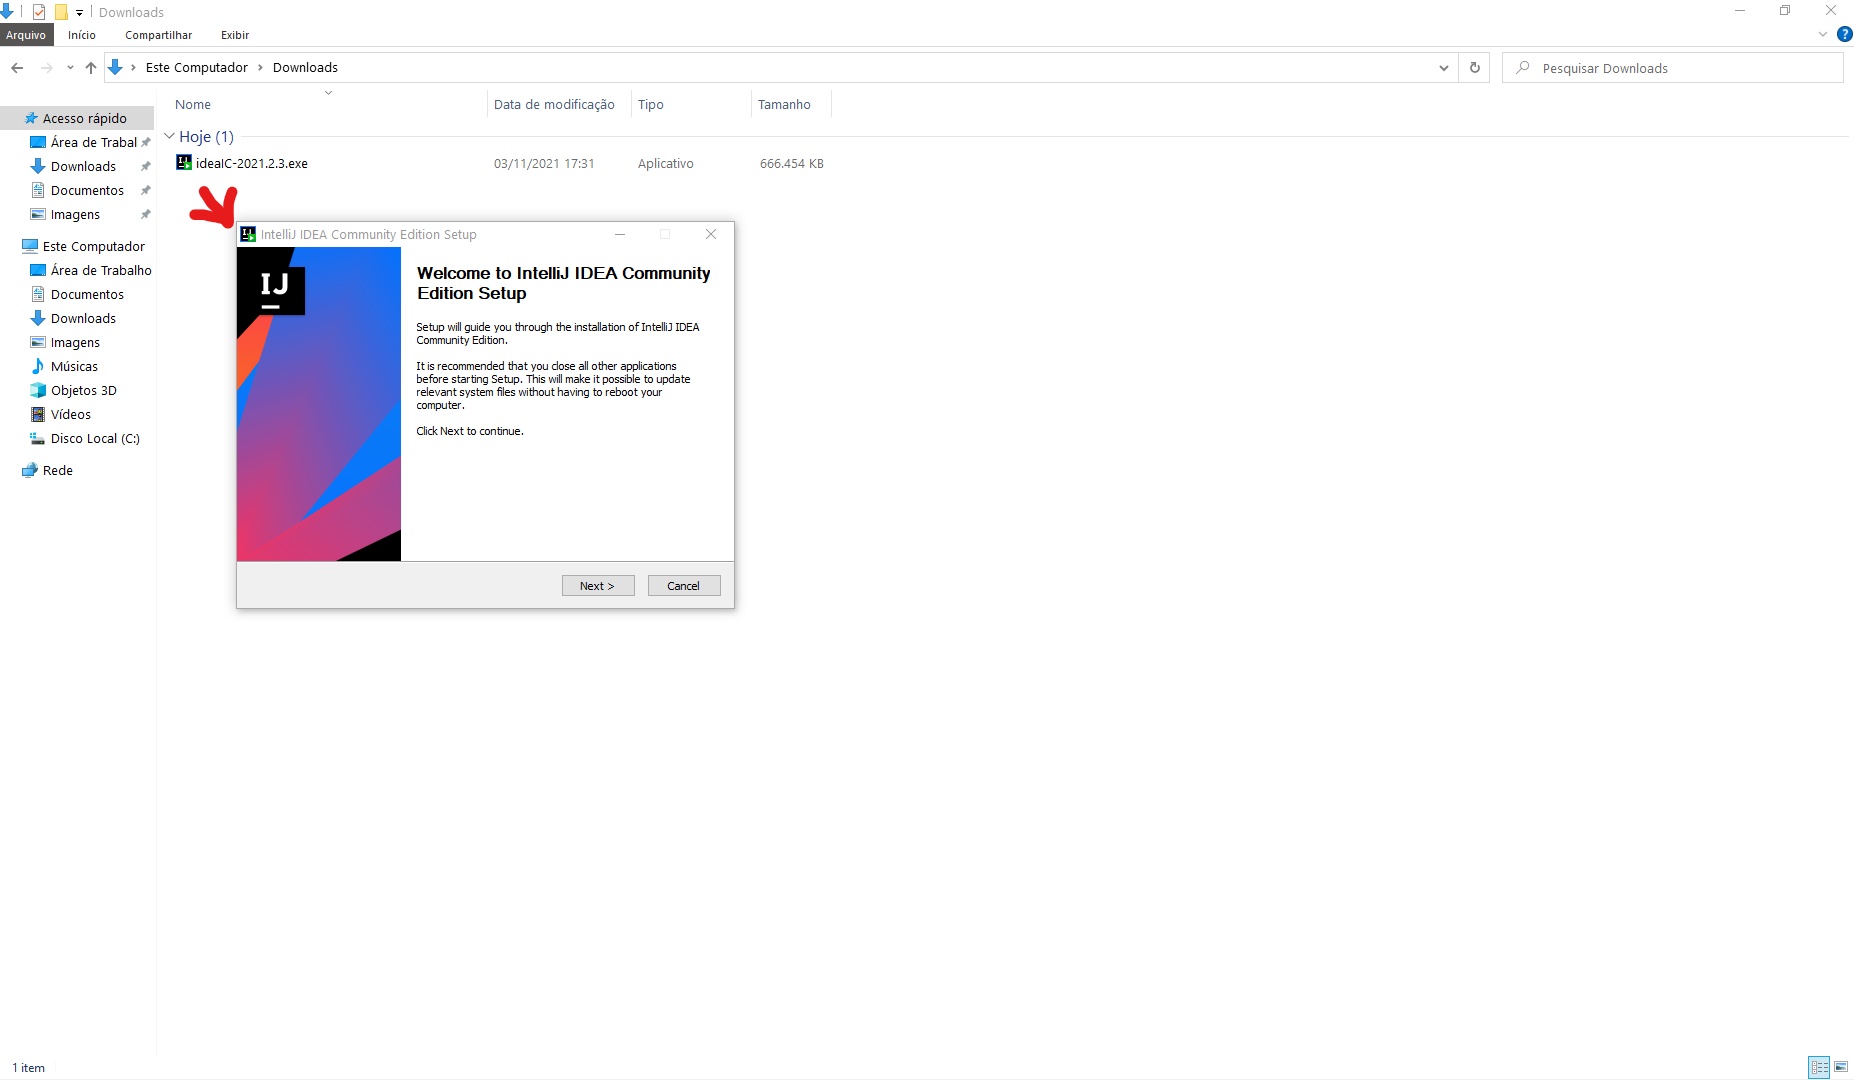 Downloads
Arquivo Início Compartilhar Exibir
Este Computador Downloads
Pesquisar Downloads
Nome Data de modificação Tipo Tamanho
Acesso rápido
Área de Trabal
Downloads
Documentos
Imagens
Este Computador
Área de Trabalho
Documentos
Downloads
Imagens
Músicas
Objetos 3D
Vídeos
Disco Local (C:)
Rede
Hoje (1)
ideaIC-2021.2.3.exe 03/11/2021 17:31 Aplicativo 666.454 KB
IntelliJ IDEA Community Edition Setup
IJ
Welcome to IntelliJ IDEA Community
Edition Setup
Setup will guide you through the installation of IntelliJ IDEA
Community Edition.
It is recommended that you close all other applications
before starting Setup. This will make it possible to update
relevant system files without having to reboot your
computer.
Click Next to continue.
Next > Cancel
1 item